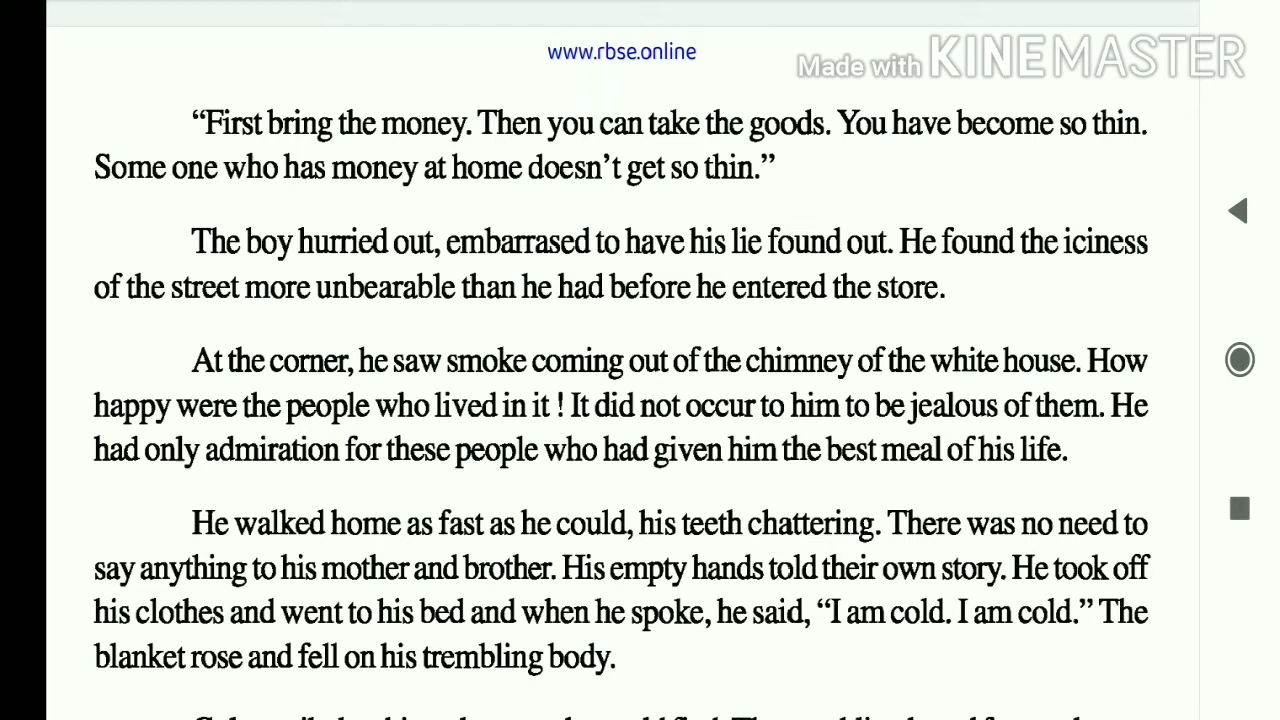 www.rbse.online
Made with KINEMASTER
“First bring the money. Then you can take the goods. You have become so thin.
Some one who has money at home doesn’t get so thin.”
The boy hurried out, embarrased to have his lie found out. He found the iciness
of the street more unbearable than he had before he entered the store.
At the corner, he saw smoke coming out of the chimney of the white house. How
happy were the people who lived in it ! It did not occur to him to be jealous of them. He
had only admiration for these people who had given him the best meal of his life.
He walked home as fast as he could, his teeth chattering. There was no need to
say anything to his mother and brother. His empty hands told their own story. He took off
his clothes and went to his bed and when he spoke, he said, “I am cold. I am cold.” The
blanket rose and fell on his trembling body.